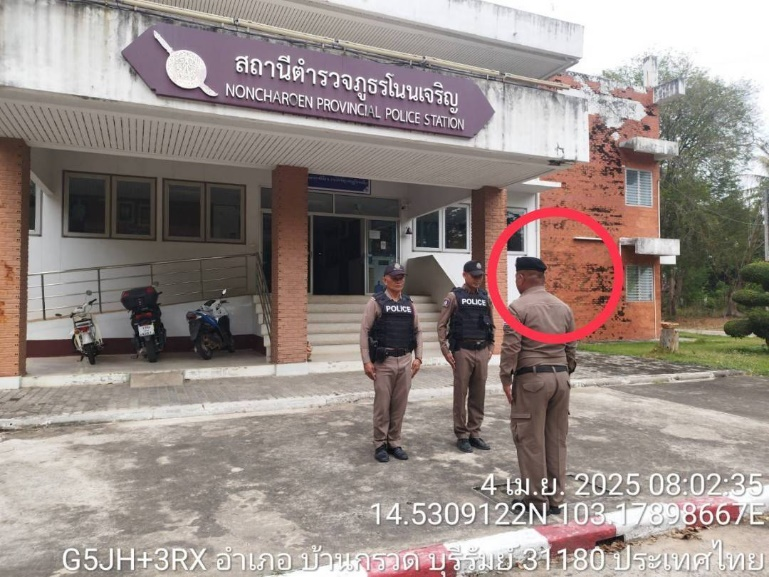 สถานีตำรวจภูธรโนนเจริญ
NONCHAROEN PROVINCIAL POLICE STATION
POLICE
POLICE
4 เม.ย. 2025 08:02:35
14.5309122N 103.17898667E
G5JH+3RX อำเภอ บ้านกรวด บุรีรัมย์ 31180 ประเทศไทย